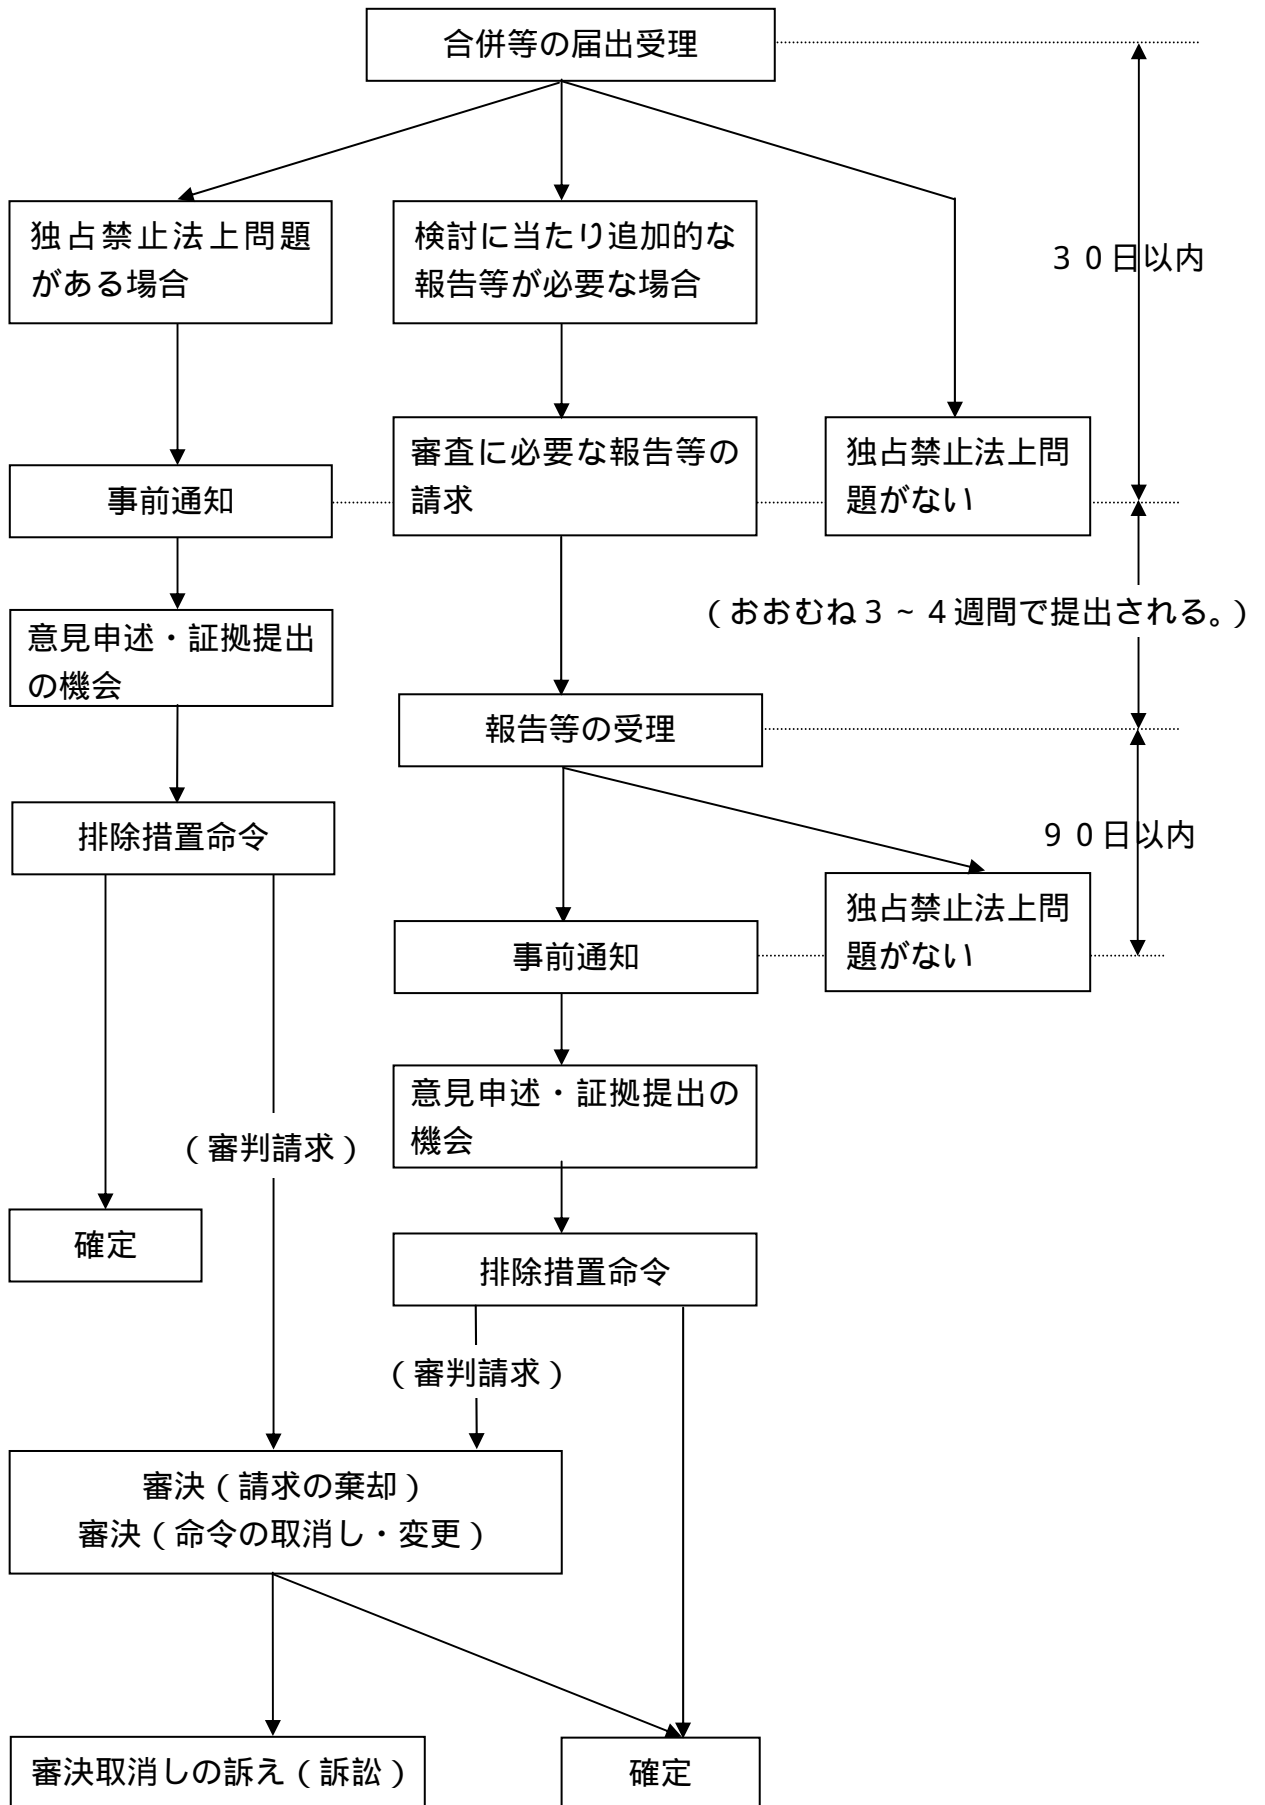 合併等の届出受理
独占禁止法上問題
がある場合
検討に当たり追加的な
報告等が必要な場合
３０日以内
審査に必要な報告等の
請求
独占禁止法上問
題がない
事前通知
（おおむね３~４週間で提出される。）
意見申述・証拠提出
の機会
報告等の受理
排除措置命令
９０日以内
独占禁止法上問
題がない
事前通知
意見申述・証拠提出の
機会
（審判請求）
確定
排除措置命令
（審判請求）
審決（請求の棄却）
審決（命令の取消し・変更）
審決取消しの訴え（訴訟）
確定